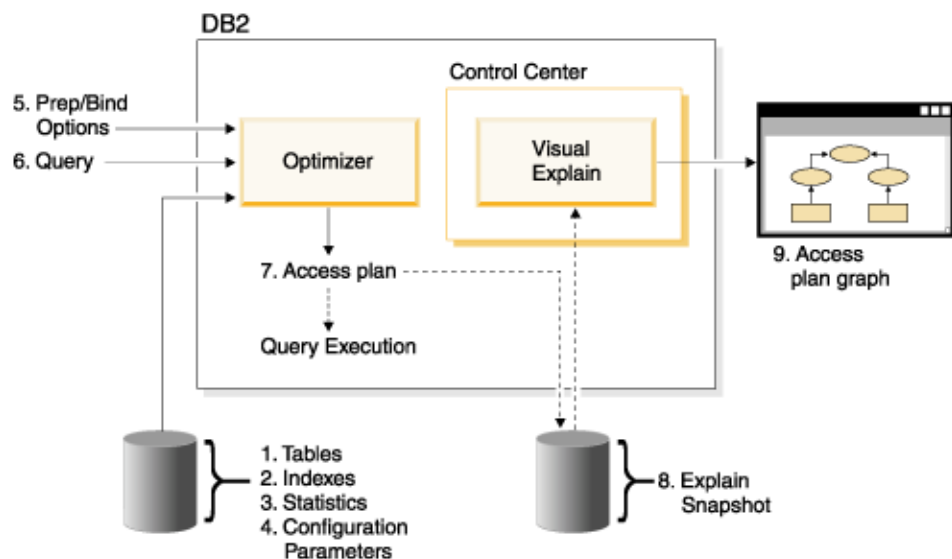 DB2
Control Center
5. Prep/Bind
Options
6. Query
Optimizer
Visual
Explain
7. Access plan
Query Execution
9. Access
plan graph
1. Tables
2. Indexes
3. Statistics
4. Configuration
Parameters
8. Explain
Snapshot